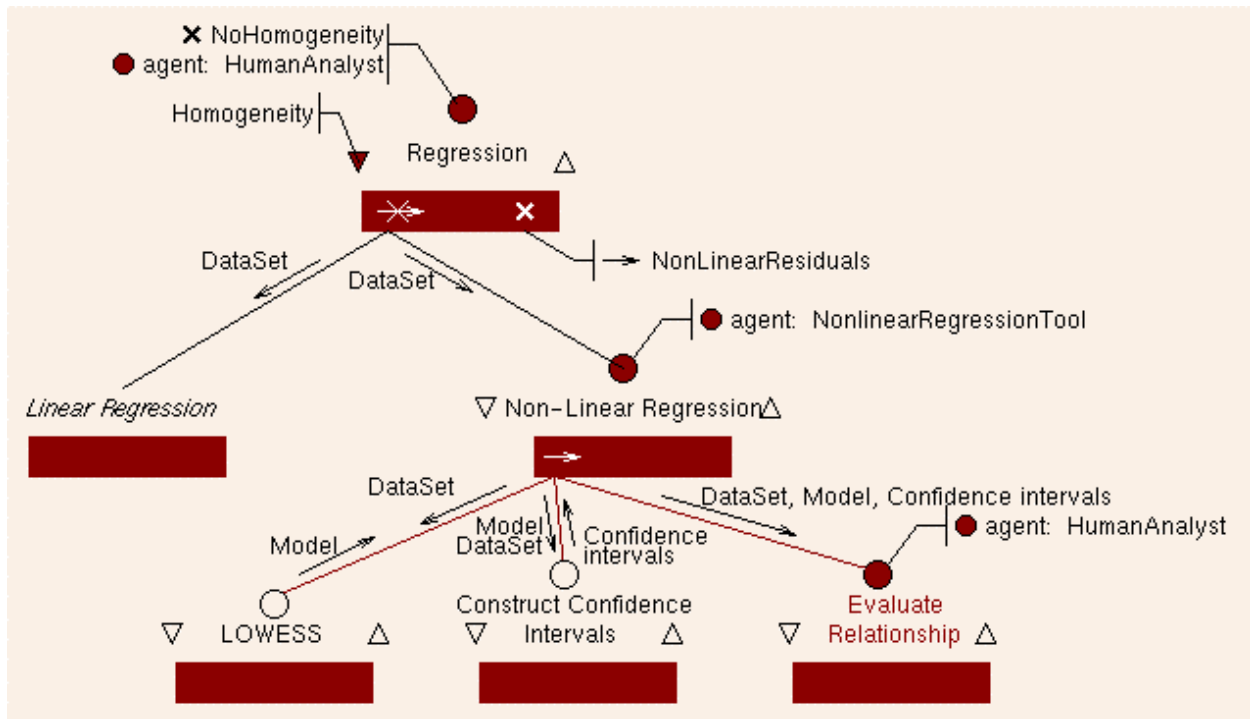 NoHomogeneity
agent: HumanAnalyst
Homogeneity
Regression
DataSet
DataSet
NonLinearResiduals
agent: NonlinearRegressionTool
Linear Regression
Non-Linear Regression
DataSet
DataSet, Model, Confidence intervals
Model
Model
DataSet
Confidence
intervals
agent: HumanAnalyst
LOWESS
Construct Confidence
Intervals
Evaluate
Relationship